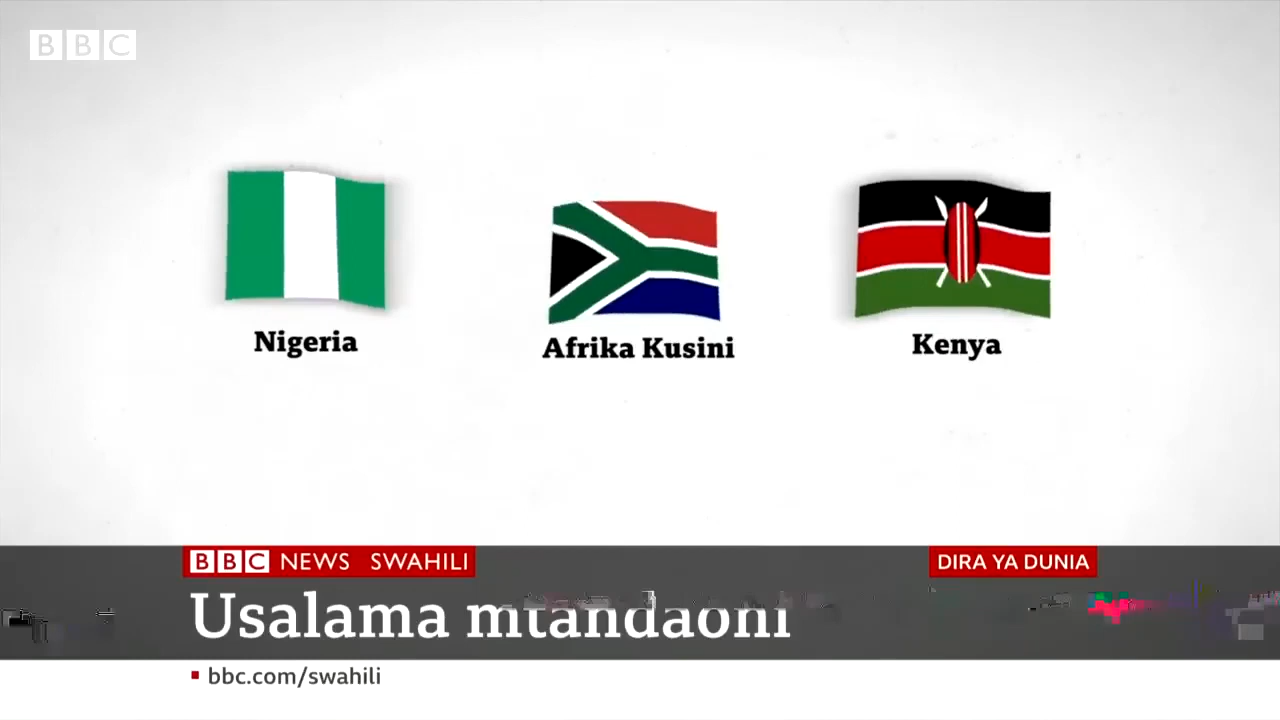 BBC
Nigeria
Afrika Kusini
Kenya
BBC NEWS SWAHILI
DIRA YA DUNIA
Usalama mtandaoni
bbc.com/swahili